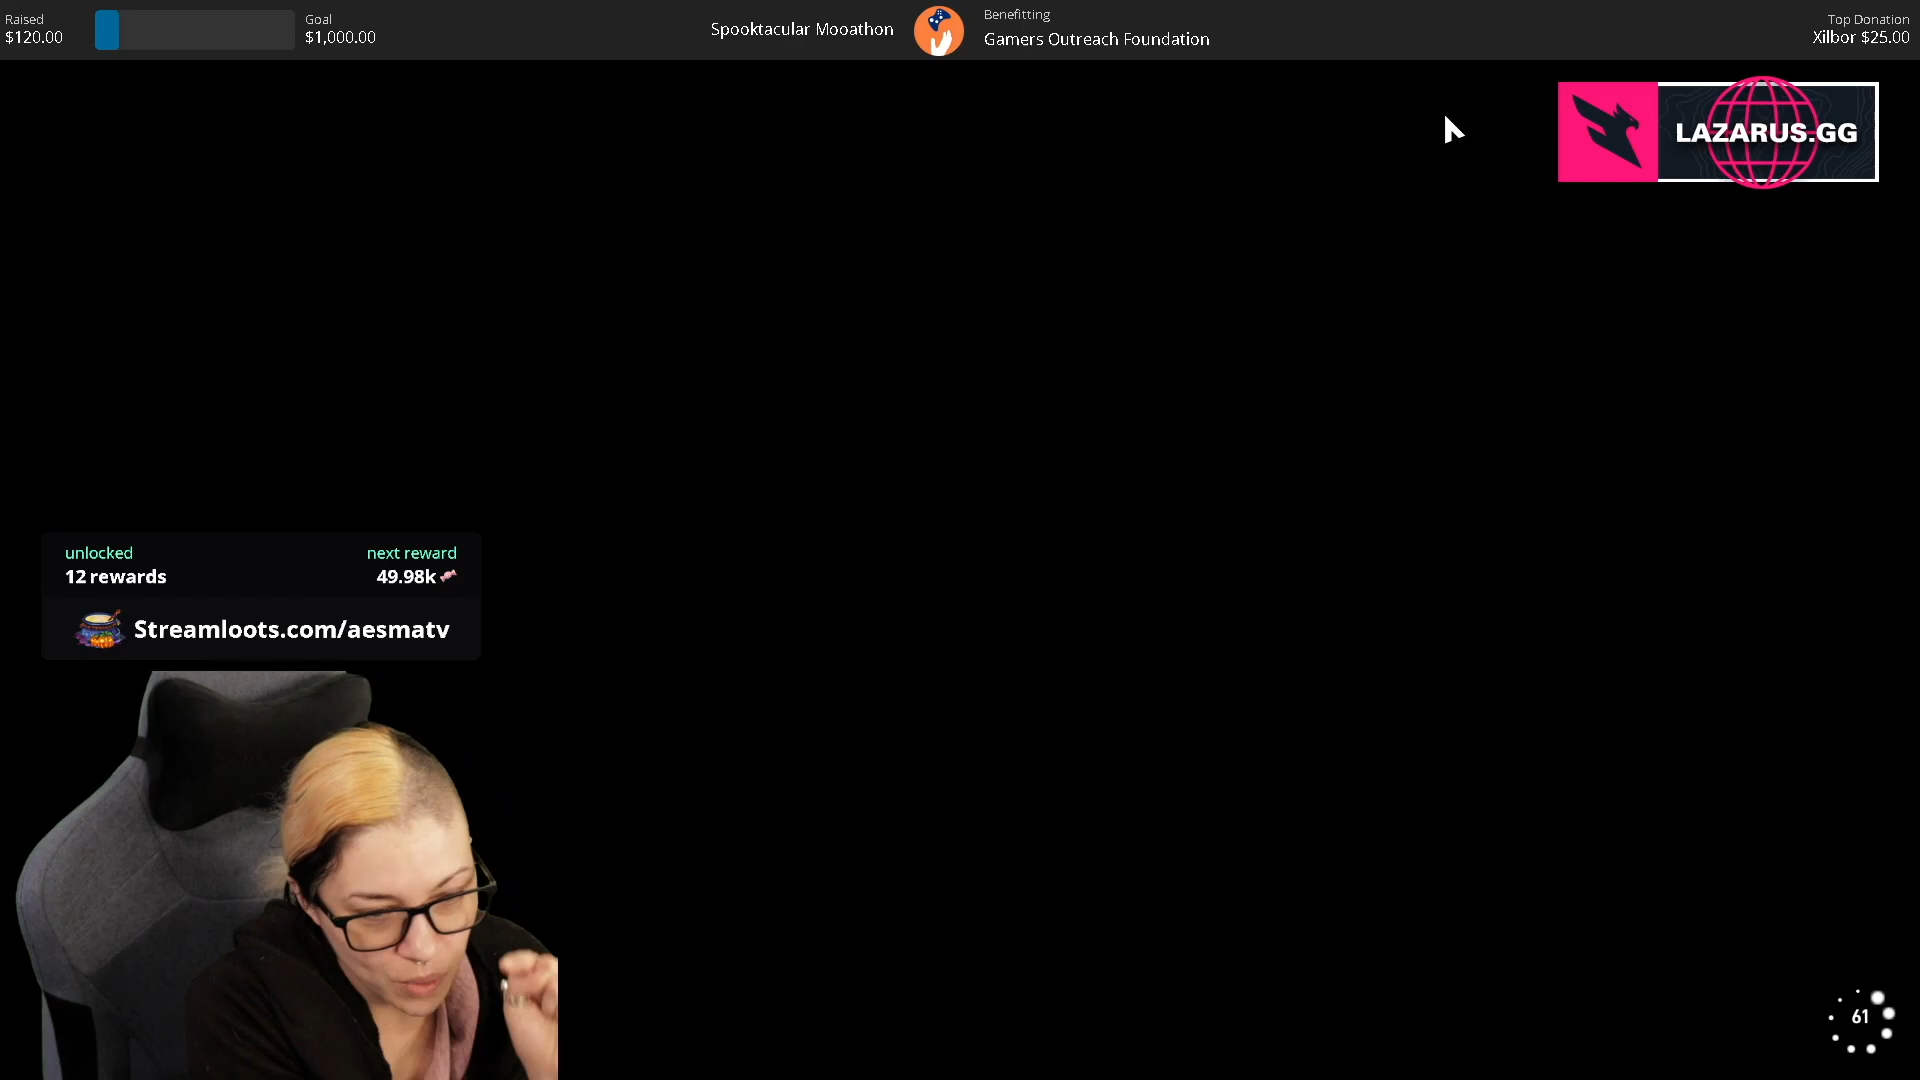 Raised
$120.00
Goal
$1,000.00
Spooktacular Mooathon
Benefitting
Gamers Outreach Foundation
Top Donation
Xilbor $25.00
LAZARUS.GG
unlocked
12 rewards
next reward
49.98k
Streamloots.com/aesmatv
61